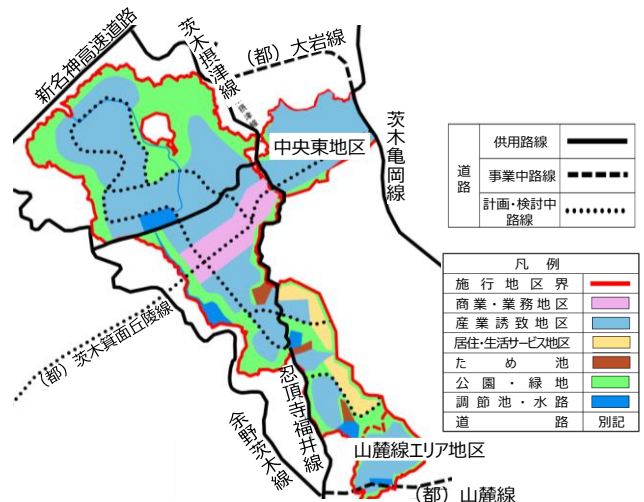 新名神高速道路
茨木摂津線
(都)大岩線
茨木亀岡線
中央東地区
摂津線
(都)茨木箕面丘陵線
忍頂寺福井線
余野茨木線
山麓線エリア地区
(都)山麓線
道路
供用路線
事業中路線
計画・検討中
路線
凡例
施行地区界
商業・業務地区
産業誘致地区
居住・生活サービス地区
ため池
公園・緑地
調節池・水路
道路 別記